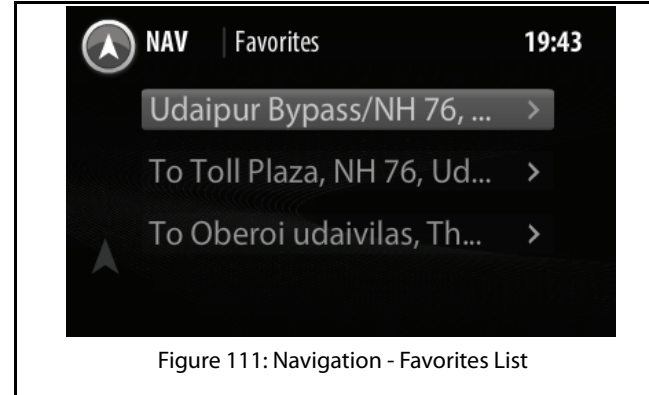 NAV | Favorites 19:43
Udaipur Bypass/NH 76, ... >
To Toll Plaza, NH 76, Ud... >
To Oberoi udaivilas, Th... >
Figure 111: Navigation - Favorites List